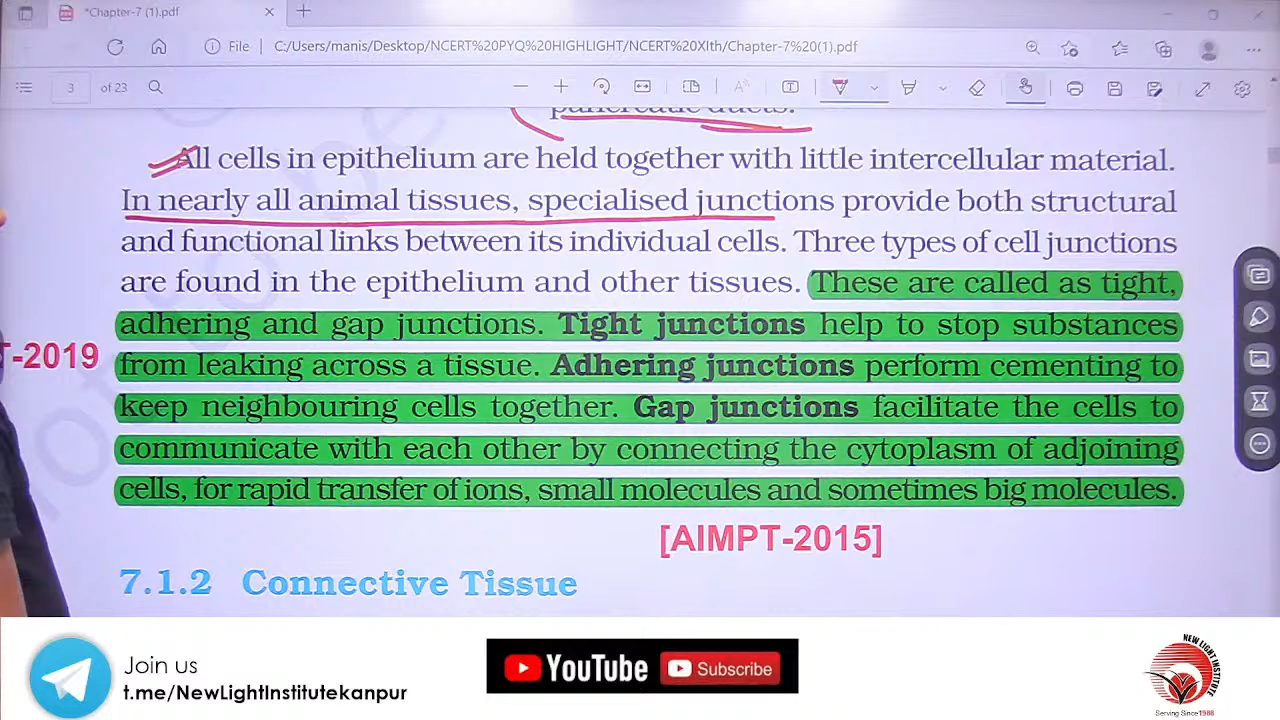 *Chapter-7 (1).pdf
File | C:/Users/manis/Desktop/NCERT%20PYQ%20HIGHLIGHT/NCERT%20XIth/Chapter-7%20(1).pdf
3 of 23
pancreatic ducts.
All cells in epithelium are held together with little intercellular material.
In nearly all animal tissues, specialised junctions provide both structural
and functional links between its individual cells. Three types of cell junctions
are found in the epithelium and other tissues. These are called as tight,
adhering and gap junctions. Tight junctions help to stop substances
T-2019
from leaking across a tissue. Adhering junctions perform cementing to
keep neighbouring cells together. Gap junctions facilitate the cells to
communicate with each other by connecting the cytoplasm of adjoining
cells, for rapid transfer of ions, small molecules and sometimes big molecules.
[AIMPT-2015]
7.1.2 Connective Tissue
Join us
t.me/NewLightInstitutekanpur
YouTube Subscribe
NEW LIGHT INSTITUTE
Serving Since1986